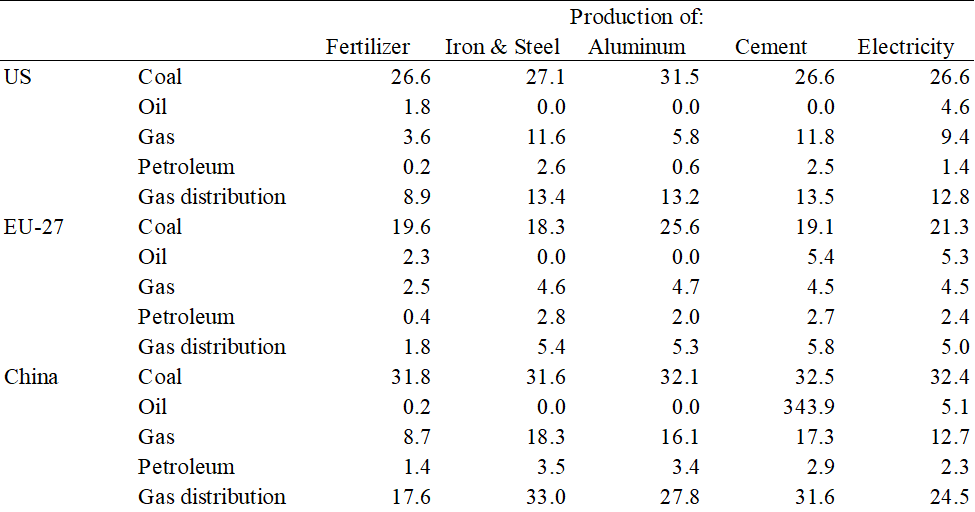 Production of:
Fertilizer Iron & Steel Aluminum Cement Electricity
US Coal 26.6 27.1 31.5 26.6 26.6
Oil 1.8 0.0 0.0 0.0 4.6
Gas 3.6 11.6 5.8 11.8 9.4
Petroleum 0.2 2.6 0.6 2.5 1.4
Gas distribution 8.9 13.4 13.2 13.5 12.8
EU-27 Coal 19.6 18.3 25.6 19.1 21.3
Oil 2.3 0.0 0.0 5.4 5.3
Gas 2.5 4.6 4.7 4.5 4.5
Petroleum 0.4 2.8 2.0 2.7 2.4
Gas distribution 1.8 5.4 5.3 5.8 5.0
China Coal 31.8 31.6 32.1 32.5 32.4
Oil 0.2 0.0 0.0 343.9 5.1
Gas 8.7 18.3 16.1 17.3 12.7
Petroleum 1.4 3.5 3.4 2.9 2.3
Gas distribution 17.6 33.0 27.8 31.6 24.5